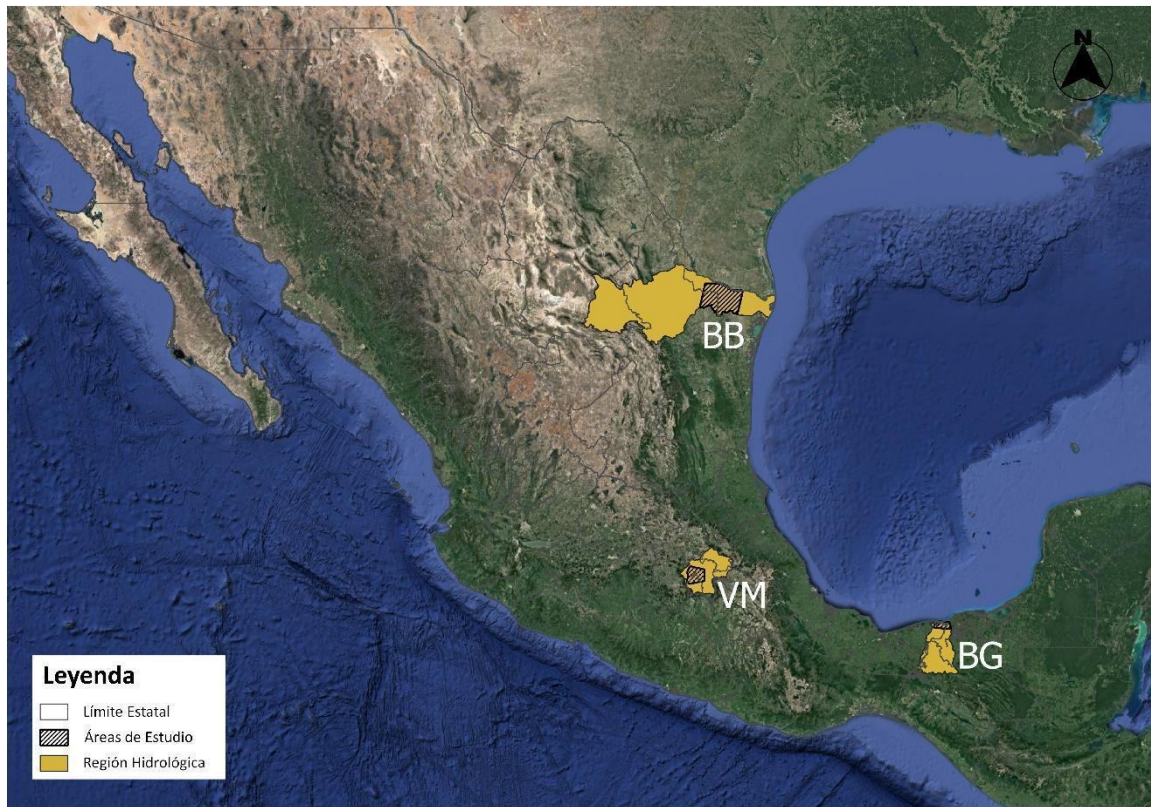 N
BB
VM
BG
Leyenda
Límite Estatal
Áreas de Estudio
Región Hidrológica